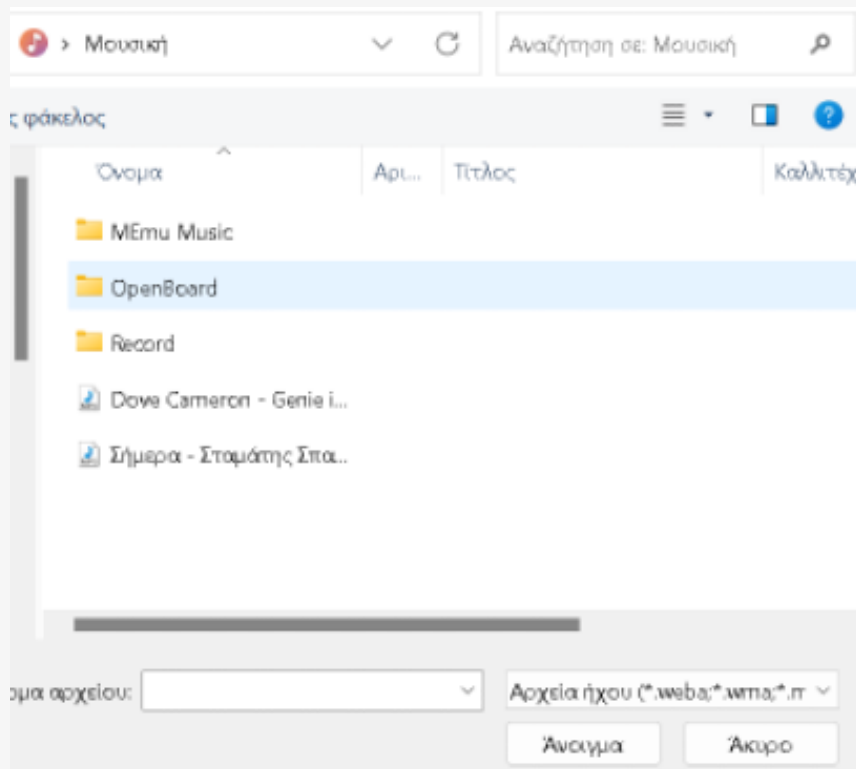 > Μουσική
Αναζήτηση σε: Μουσική
ς φάκελος
Όνομα Αρι... Τίτλος Καλλιτέχ
MEmu Music
OpenBoard
Record
Dove Cameron - Genie i...
Σήμερα - Σταμάτης Σπα...
ομα αρχείου:
Αρχεία ήχου (*.weba;*.wma;*.m
Άνοιγμα Άκυρο